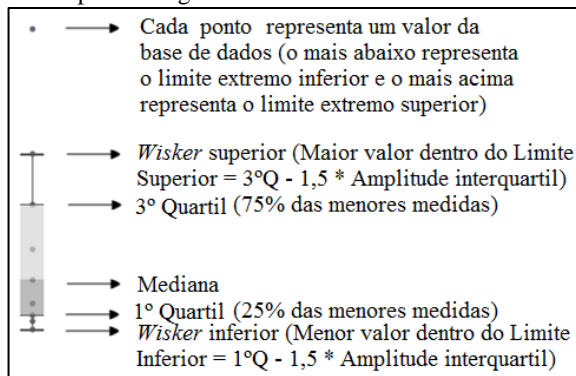 Cada ponto representa um valor da
base de dados (o mais abaixo representa
o limite extremo inferior e o mais acima
representa o limite extremo superior)
Wisker superior (Maior valor dentro do Limite
Superior = 3ºQ - 1,5 * Amplitude interquartil)
3º Quartil (75% das menores medidas)
Mediana
1º Quartil (25% das menores medidas)
Wisker inferior (Menor valor dentro do Limite
Inferior = 1ºQ - 1,5 * Amplitude interquartil)